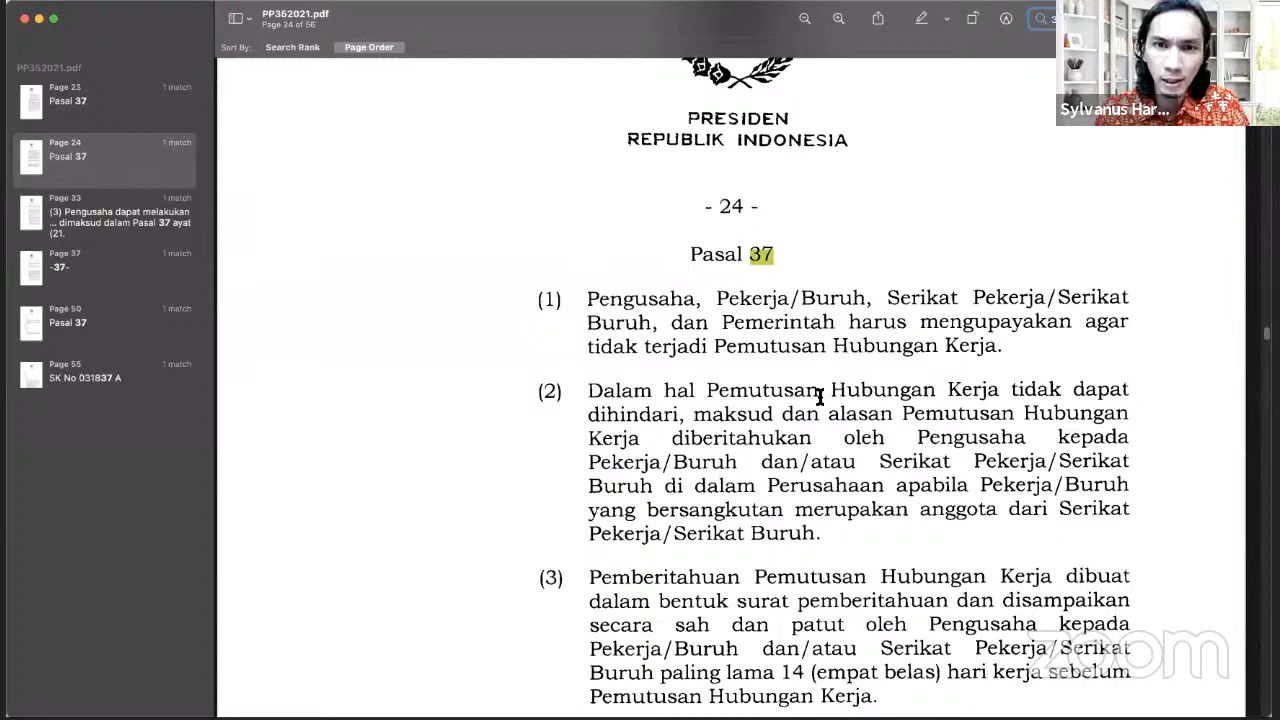 PP352021.pdf
Page 24 of 56
Sort By:
Search Rank
Page Order
PP352021.pdf
Page 23
1 match
Pasal 37
Page 24
1 match
Pasal 37
Page 33
1 match
(3) Pengusaha dapat melakukan
... dimaksud dalam Pasal 37 ayat
(21.
Page 37
1 match
-37-
Page 50
1 match
Pasal 37
Page 55
1 match
SK No 031837 A
Sylvanus Har...
PRESIDEN
REPUBLIK INDONESIA
- 24 -
Pasal 37
(1) Pengusaha, Pekerja/Buruh, Serikat Pekerja/Serikat
Buruh, dan Pemerintah harus mengupayakan agar
tidak terjadi Pemutusan Hubungan Kerja.
(2) Dalam hal Pemutusan Hubungan Kerja tidak dapat
dihindari, maksud dan alasan Pemutusan Hubungan
Kerja diberitahukan oleh Pengusaha kepada
Pekerja/Buruh dan/atau Serikat Pekerja/Serikat
Buruh di dalam Perusahaan apabila Pekerja/Buruh
yang bersangkutan merupakan anggota dari Serikat
Pekerja/Serikat Buruh.
(3) Pemberitahuan Pemutusan Hubungan Kerja dibuat
dalam bentuk surat pemberitahuan dan disampaikan
secara sah dan patut oleh Pengusaha kepada
Pekerja/Buruh dan/atau Serikat Pekerja/Serikat
Buruh paling lama 14 (empat belas) hari kerja sebelum
Pemutusan Hubungan Kerja.
zoom